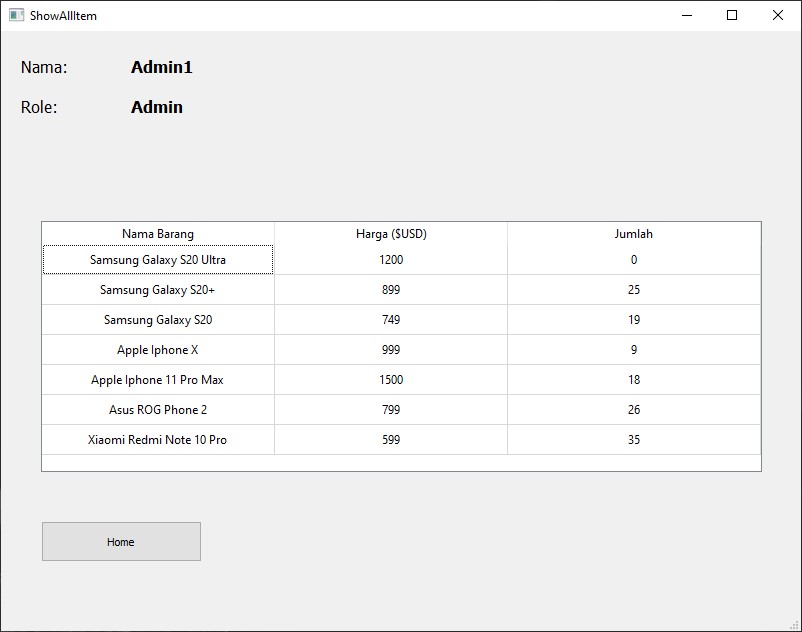 ShowAllItem
Nama: Admin1
Role: Admin
Nama Barang Harga ($USD) Jumlah
Samsung Galaxy S20 Ultra 1200 0
Samsung Galaxy S20+ 899 25
Samsung Galaxy S20 749 19
Apple Iphone X 999 9
Apple Iphone 11 Pro Max 1500 18
Asus ROG Phone 2 799 26
Xiaomi Redmi Note 10 Pro 599 35
Home